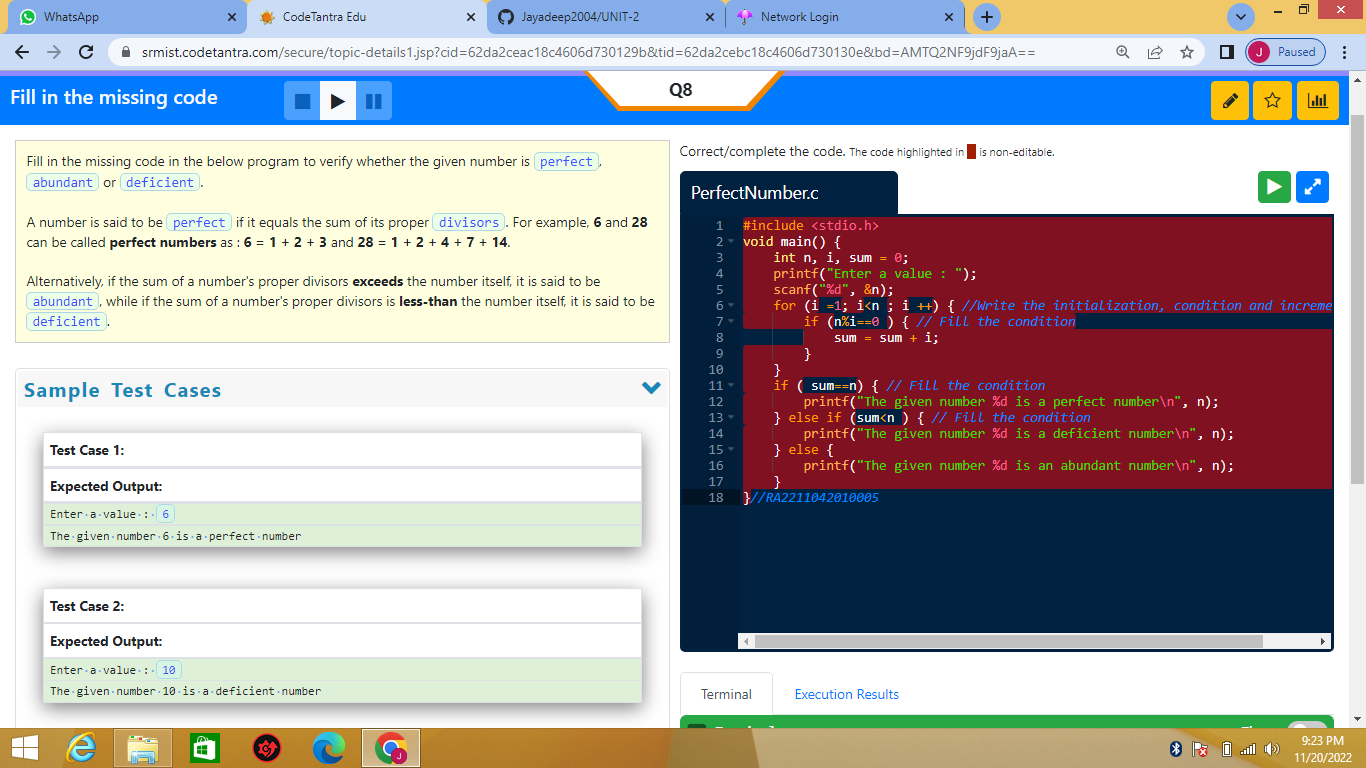 WhatsApp
CodeTantra Edu
Jayadeep2004/UNIT-2
Network Login
srmist.codetantra.com/secure/topic-details1.jsp?cid=62da2ceac18c4606d730129b&tid=62da2cebc18c4606d730130e&bd=AMTQ2NF9jdF9jaA==
J Paused
Fill in the missing code
Q8
Fill in the missing code in the below program to verify whether the given number is perfect,
abundant or deficient.
A number is said to be perfect if it equals the sum of its proper divisors. For example, 6 and 28
can be called perfect numbers as : 6 = 1 + 2 + 3 and 28 = 1 + 2 + 4 + 7 + 14.
Alternatively, if the sum of a number's proper divisors exceeds the number itself, it is said to be
abundant, while if the sum of a number's proper divisors is less-than the number itself, it is said to be
deficient.
Sample Test Cases
Test Case 1:
Expected Output:
Enter·a·value·:· 6
The·given·number·6·is·a·perfect·number
Test Case 2:
Expected Output:
Enter·a·value·:· 10
The·given·number·10·is·a·deficient·number
Correct/complete the code. The code highlighted in is non-editable.
PerfectNumber.c
1 #include <stdio.h>
2 void main() {
3 int n, i, sum = 0;
4 printf("Enter a value : ");
5 scanf("%d", &n);
6 for (i =1; i<n ; i ++) { //Write the initialization, condition and increme
7 if (n%i==0 ) { // Fill the condition
8 sum = sum + i;
9 }
10 }
11 if ( sum==n) { // Fill the condition
12 printf("The given number %d is a perfect number\n", n);
13 } else if (sum<n ) { // Fill the condition
14 printf("The given number %d is a deficient number\n", n);
15 } else {
16 printf("The given number %d is an abundant number\n", n);
17 }
18 }//RA2211042010005
Terminal
Execution Results
J
9:23 PM
11/20/2022